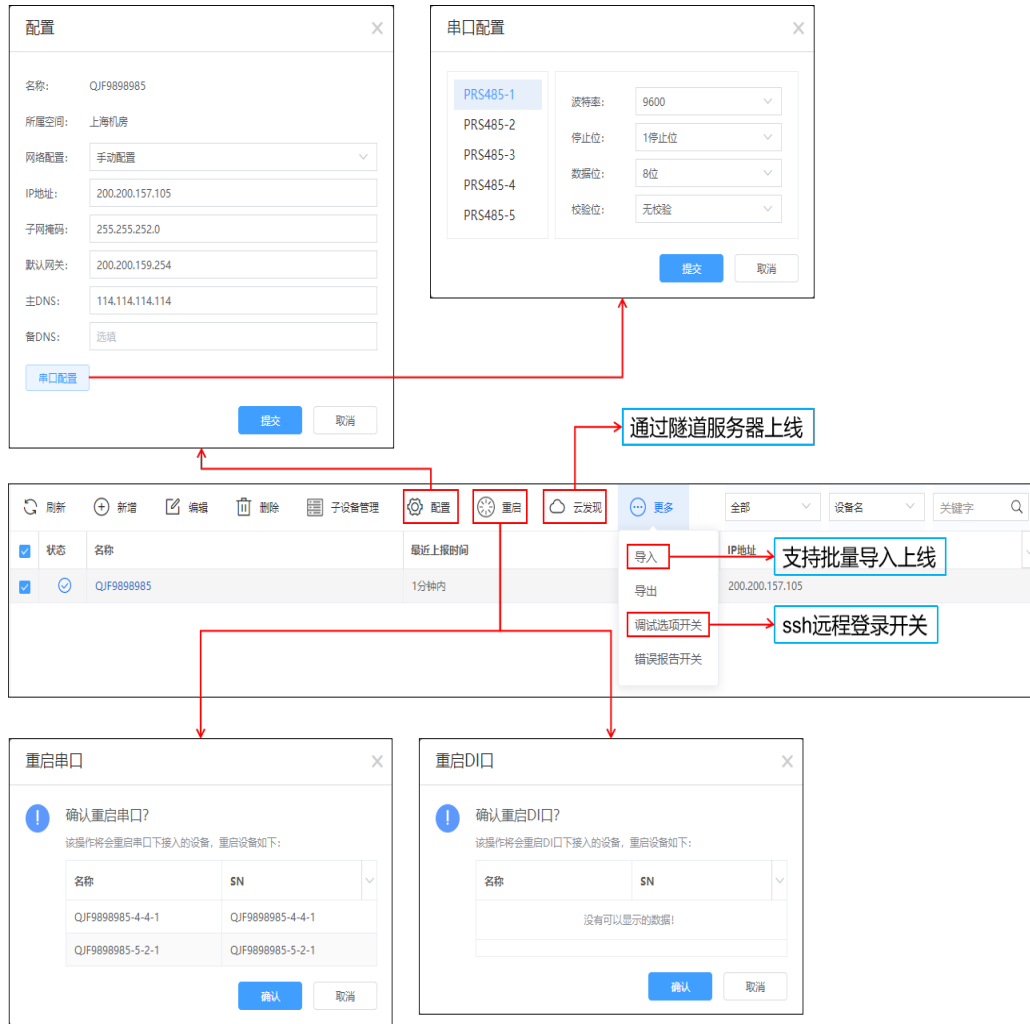 配置
名称: QJF9898985
所属空间: 上海机房
网络配置: 手动配置
IP地址: 200.200.157.105
子网掩码: 255.255.252.0
默认网关: 200.200.159.254
主DNS: 114.114.114.114
备DNS: 选填
串口配置
提交 取消
串口配置
PRS485-1
PRS485-2
PRS485-3
PRS485-4
PRS485-5
波特率: 9600
停止位: 1停止位
数据位: 8位
校验位: 无校验
提交 取消
通过隧道服务器上线
刷新 新增 编辑 删除 子设备管理 配置 重启 云发现 更多 全部 设备名 关键字
状态 名称 最近上报时间 IP地址
QJF9898985 1分钟内 200.200.157.105
导入
导出
调试选项开关
错误报告开关
支持批量导入上线
ssh远程登录开关
重启串口
确认重启串口?
该操作将会重启串口下接入的设备, 重启设备如下:
名称 SN
QJF9898985-4-4-1 QJF9898985-4-4-1
QJF9898985-5-2-1 QJF9898985-5-2-1
确认 取消
重启DI口
确认重启DI口?
该操作将会重启DI口下接入的设备, 重启设备如下:
名称 SN
没有可以显示的数据!
确认 取消